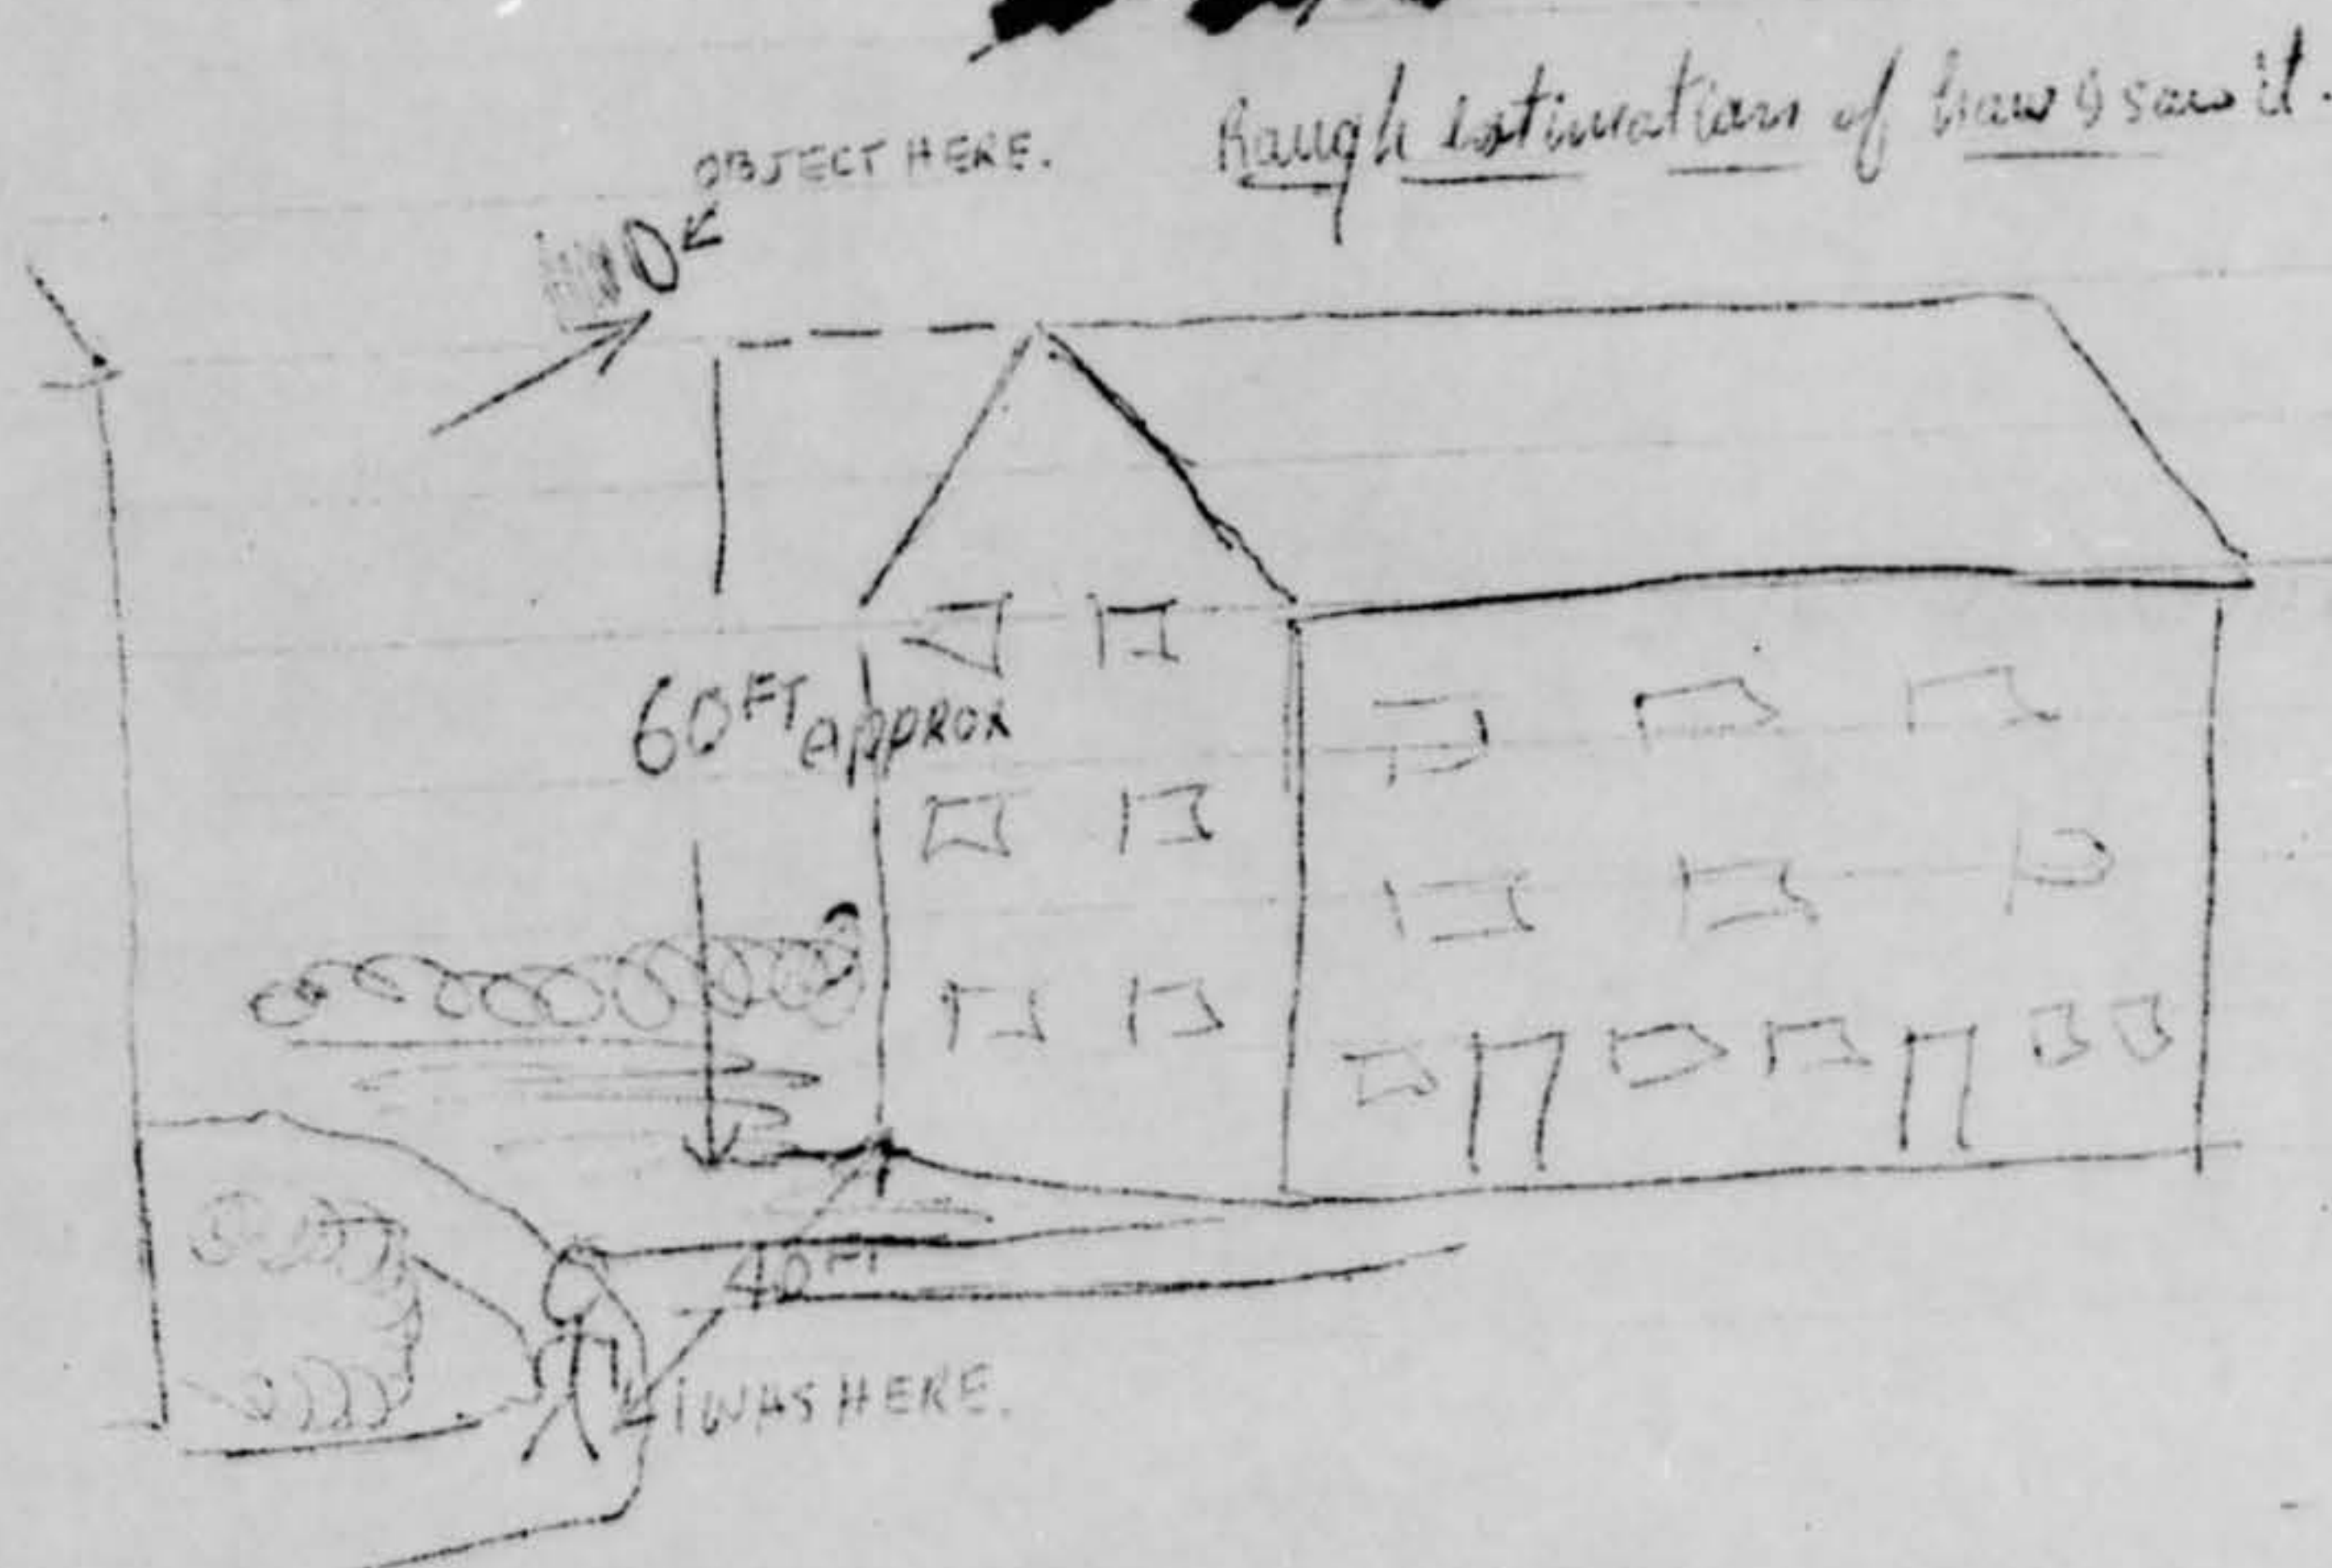 Rough estimation of how I saw it.
OBJECT HERE.
60FT APPROX
40FT
I WAS HERE.